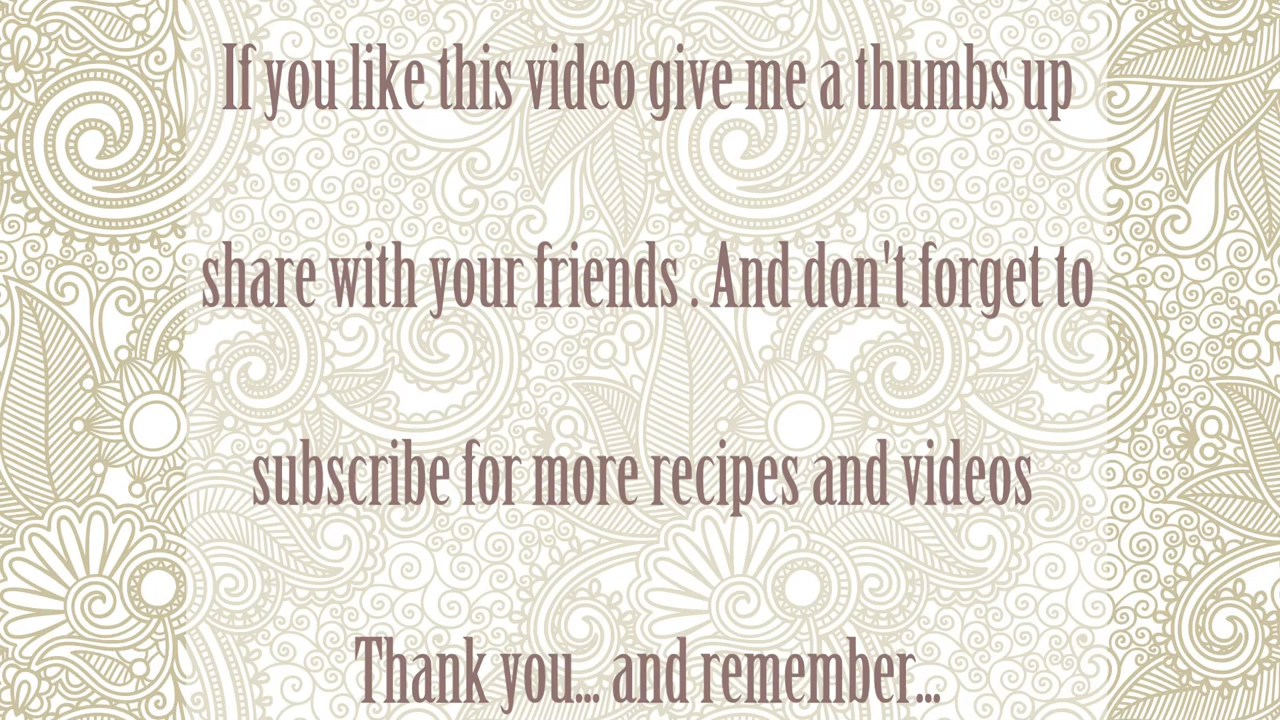 If you like this video give me a thumbs up
share with your friends . And don't forget to
subscribe for more recipes and videos
Thank you... and remember...